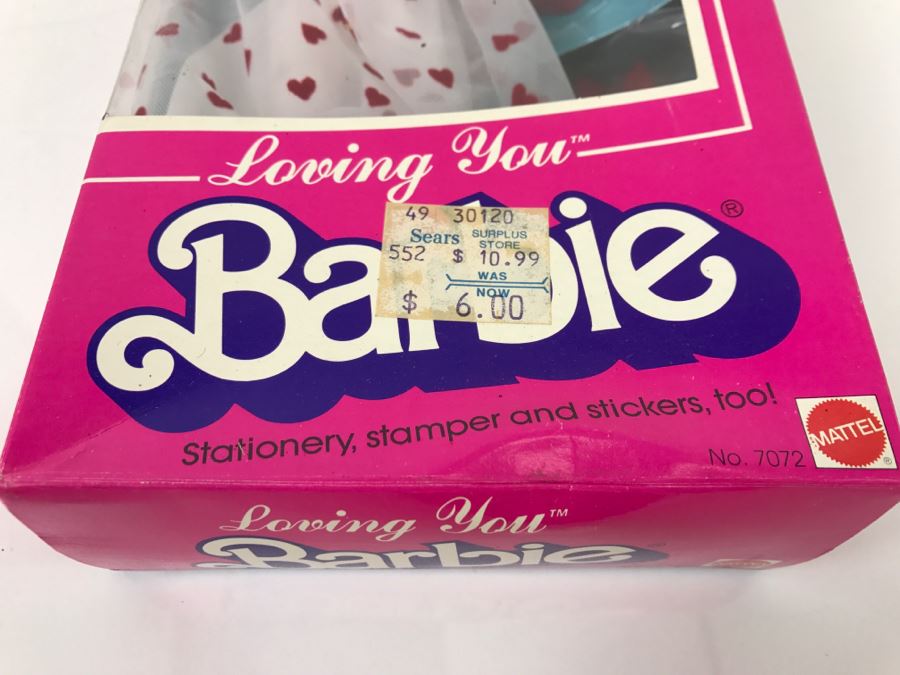 Loving You™
Barbie®
49 30120
Sears SURPLUS STORE
552 $ 10.99
WAS
NOW
$ 6.00
Stationery, stamper and stickers, too!
No. 7072
MATTEL®
Loving You™
Barbie